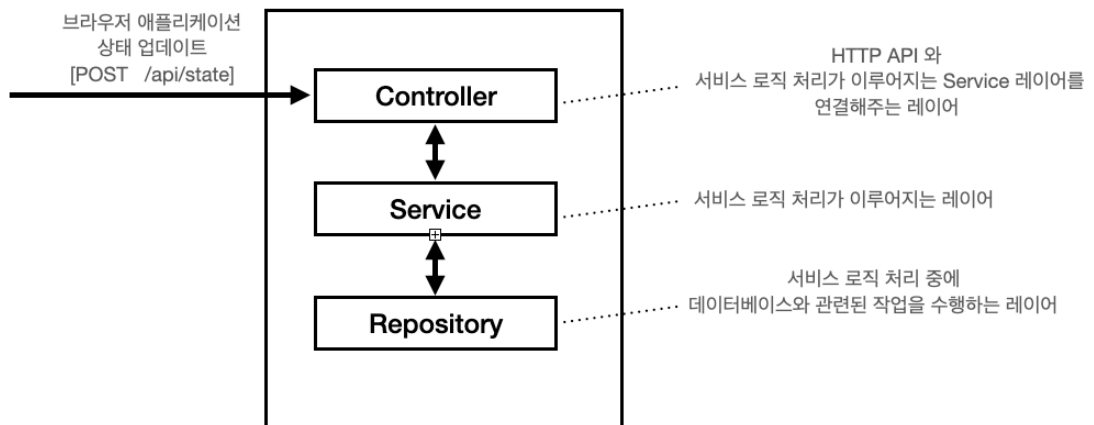 브라우저 애플리케이션
상태 업데이트
[POST /api/state]
Controller
HTTP API 와
서비스 로직 처리가 이루어지는 Service 레이어를
연결해주는 레이어
Service
서비스 로직 처리가 이루어지는 레이어
Repository
서비스 로직 처리 중에
데이터베이스와 관련된 작업을 수행하는 레이어